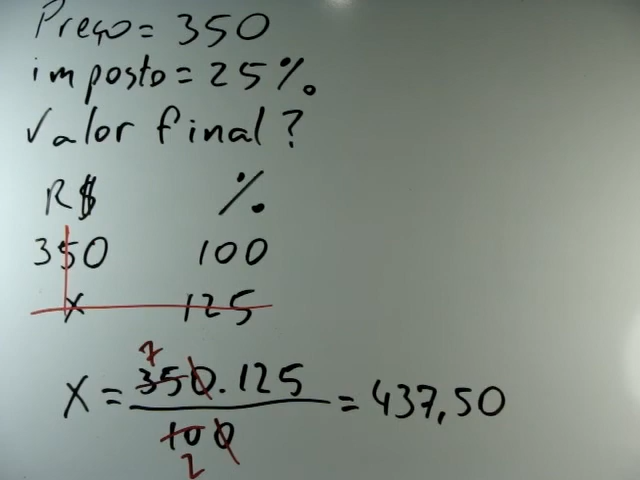 Preço = 350
imposto = 25%
Valor final?
R$ %
350 100
X 125
7
X = 350.125 = 437,50
100
2